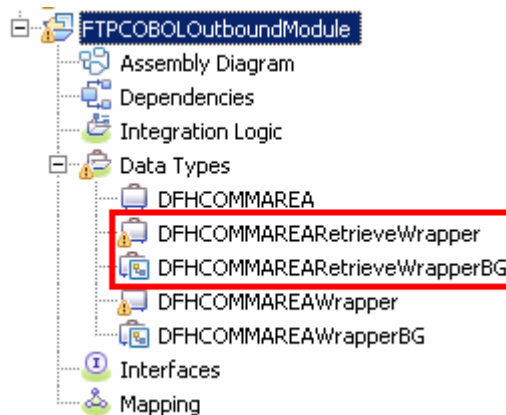 FTPCOBOLOutboundModule
Assembly Diagram
Dependencies
Integration Logic
Data Types
DFHCOMMAREA
DFHCOMMAREARetrieveWrapper
DFHCOMMAREARetrieveWrapperBG
DFHCOMMAREAWrapper
DFHCOMMAREAWrapperBG
Interfaces
Mapping